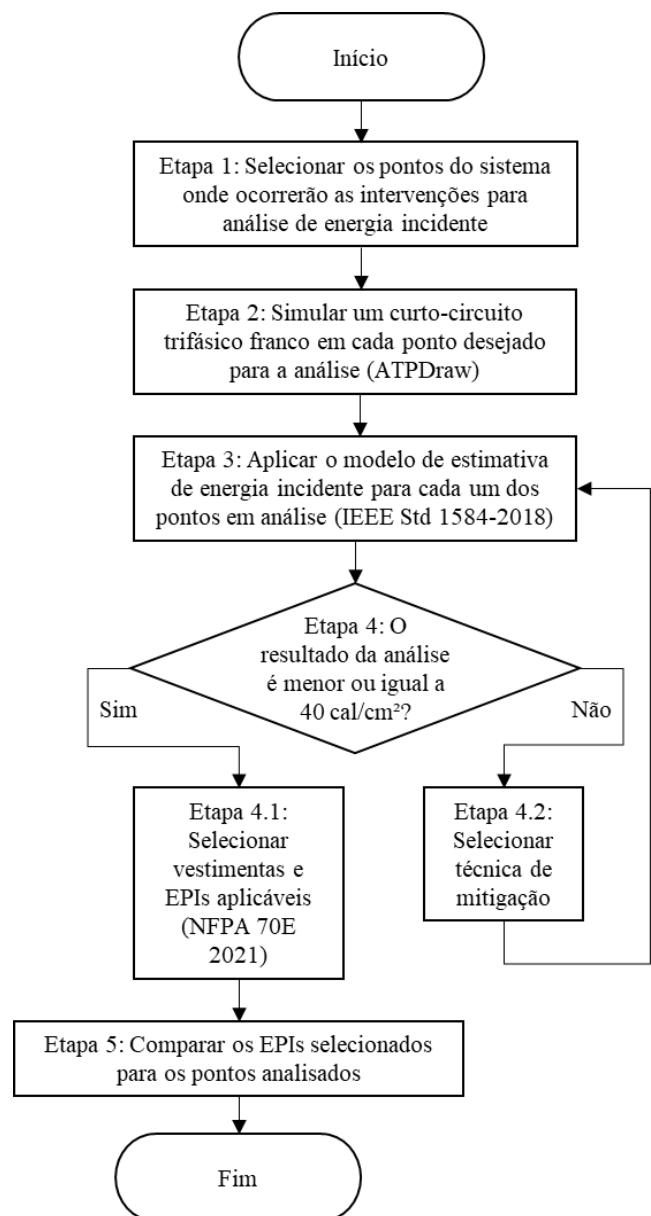 Início
Etapa 1: Selecionar os pontos do sistema
onde ocorrerão as intervenções para
análise de energia incidente
Etapa 2: Simular um curto-circuito
trifásico franco em cada ponto desejado
para a análise (ATPDraw)
Etapa 3: Aplicar o modelo de estimativa
de energia incidente para cada um dos
pontos em análise (IEEE Std 1584-2018)
Etapa 4: O
resultado da análise
é menor ou igual a
40 cal/cm²?
Sim
Não
Etapa 4.1:
Selecionar
vestimentas e
EPIs aplicáveis
(NFPA 70E
2021)
Etapa 4.2:
Selecionar
técnica de
mitigação
Etapa 5: Comparar os EPIs selecionados
para os pontos analisados
Fim